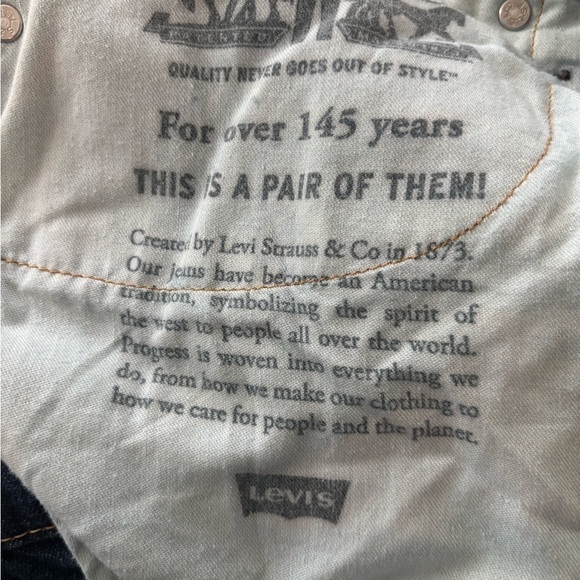 QUALITY NEVER GOES OUT OF STYLE™
For over 145 years
THIS IS A PAIR OF THEM!
Created by Levi Strauss & Co in 1873.
Our jeans have become an American
tradition, symbolizing the spirit of
the west to people all over the world.
Progress is woven into everything we
do, from how we make our clothing to
how we care for people and the planet.
LeVI'S